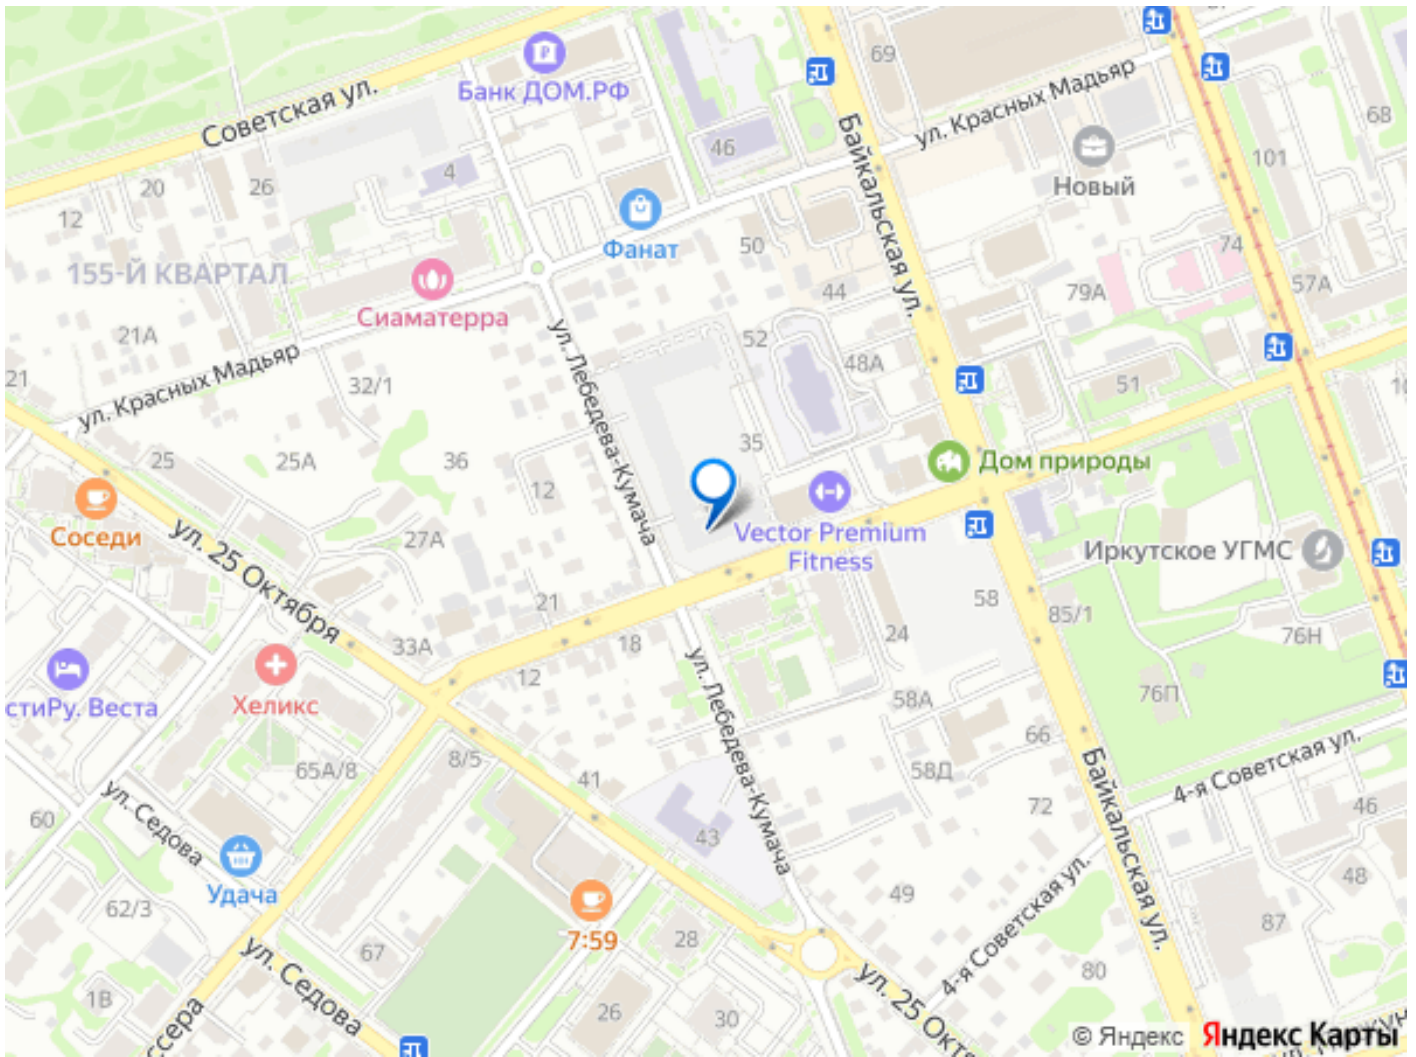 69
Банк ДОМ.РФ
ул. Красных Мадьяр
Советская ул.
68
46
101
4
Байкальская ул.
Новый
20
26
12
Фанат
50
74
155-Й КВАРТАЛ
57А
44
79А
Сиаматерра
21А
52
ул. Лебедева-Кумача
48А
21
ул. Красных Мадьяр
32/1
51
35
25
25А
36
Дом природы
12
Соседи
Vector Premium
Fitness
ул. 25 Октября
27А
Иркутское УГМС
58
21
85/1
24
76Н
33А
18
12
Хеликс
76П
58А
стиРу. Веста
ул. Лебедева-Кумача
66
4-я Советская ул.
8/5
65А/8
41
58Д
72
46
Байкальская ул.
60
ул. Седова
43
Удача
4-я Советская ул.
48
49
62/3
87
7:59
28
67
80
ул. Седова
1В
26
30
ул. 25 Окт
ссера
© Яндекс
Яндекс Карты